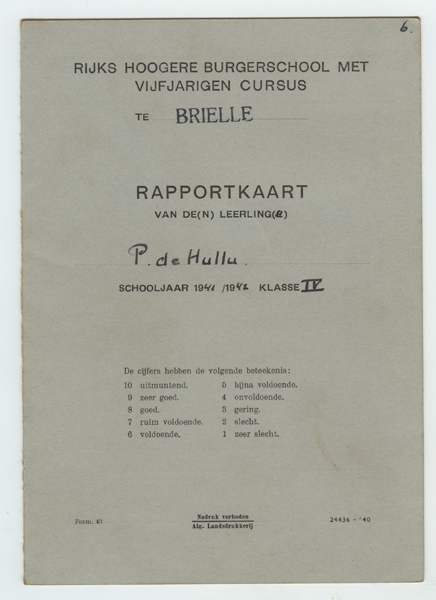 6.
RIJKS HOOGERE BURGERSCHOOL MET
VIJFJARIGEN CURSUS
TE BRIELLE
RAPPORTKAART
VAN DE(N) LEERLING(E)
P. de Hullu.
SCHOOLJAAR 1941/1942 KLASSE IV
De cijfers hebben de volgende beteekenis:
10 uitmuntend. 5 bijna voldoende.
9 zeer goed. 4 onvoldoende.
8 goed. 3 gering.
7 ruim voldoende. 2 slecht.
6 voldoende. 1 zeer slecht.
Form. 43 Nadruk verboden 24436 - '40
Alg. Landsdrukkerij